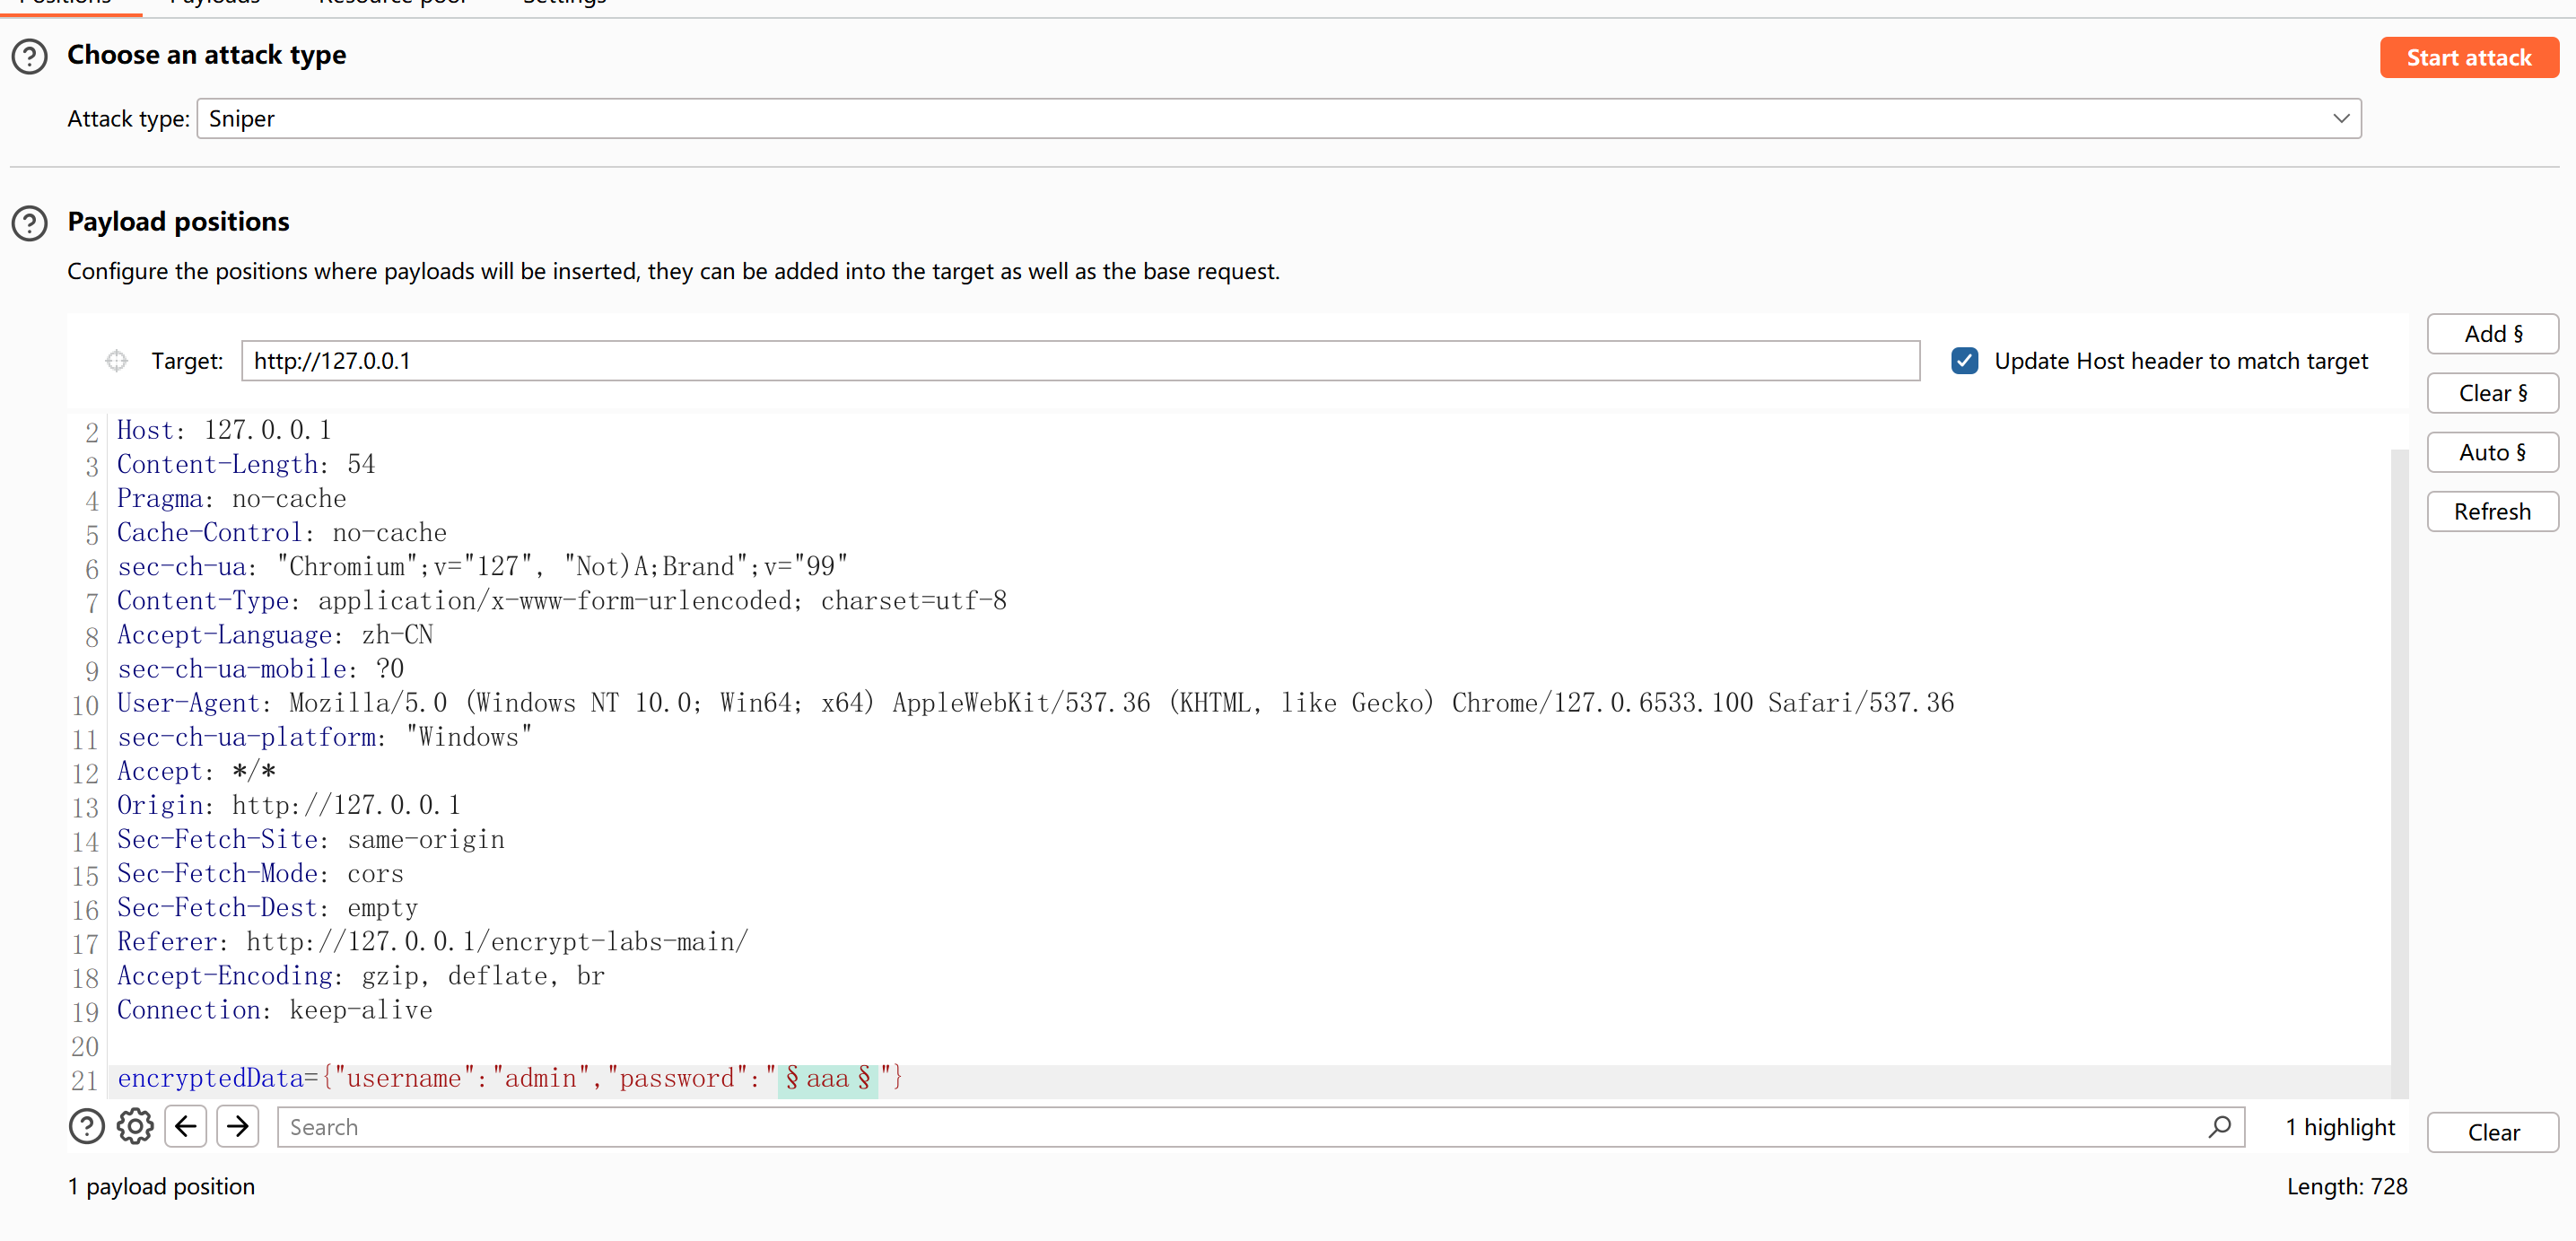 Positions Payloads Resource pool Settings
Choose an attack type
Start attack
Attack type: Sniper
Payload positions
Configure the positions where payloads will be inserted, they can be added into the target as well as the base request.
Target: http://127.0.0.1
Update Host header to match target
Add §
Clear §
Auto §
Refresh
2 Host: 127.0.0.1
3 Content-Length: 54
4 Pragma: no-cache
5 Cache-Control: no-cache
6 sec-ch-ua: "Chromium";v="127", "Not)A;Brand";v="99"
7 Content-Type: application/x-www-form-urlencoded; charset=utf-8
8 Accept-Language: zh-CN
9 sec-ch-ua-mobile: ?0
10 User-Agent: Mozilla/5.0 (Windows NT 10.0; Win64; x64) AppleWebKit/537.36 (KHTML, like Gecko) Chrome/127.0.6533.100 Safari/537.36
11 sec-ch-ua-platform: "Windows"
12 Accept: */*
13 Origin: http://127.0.0.1
14 Sec-Fetch-Site: same-origin
15 Sec-Fetch-Mode: cors
16 Sec-Fetch-Dest: empty
17 Referer: http://127.0.0.1/encrypt-labs-main/
18 Accept-Encoding: gzip, deflate, br
19 Connection: keep-alive
20
21 encryptedData={"username":"admin","password":"§aaa§"}
Search
1 highlight
Clear
1 payload position
Length: 728